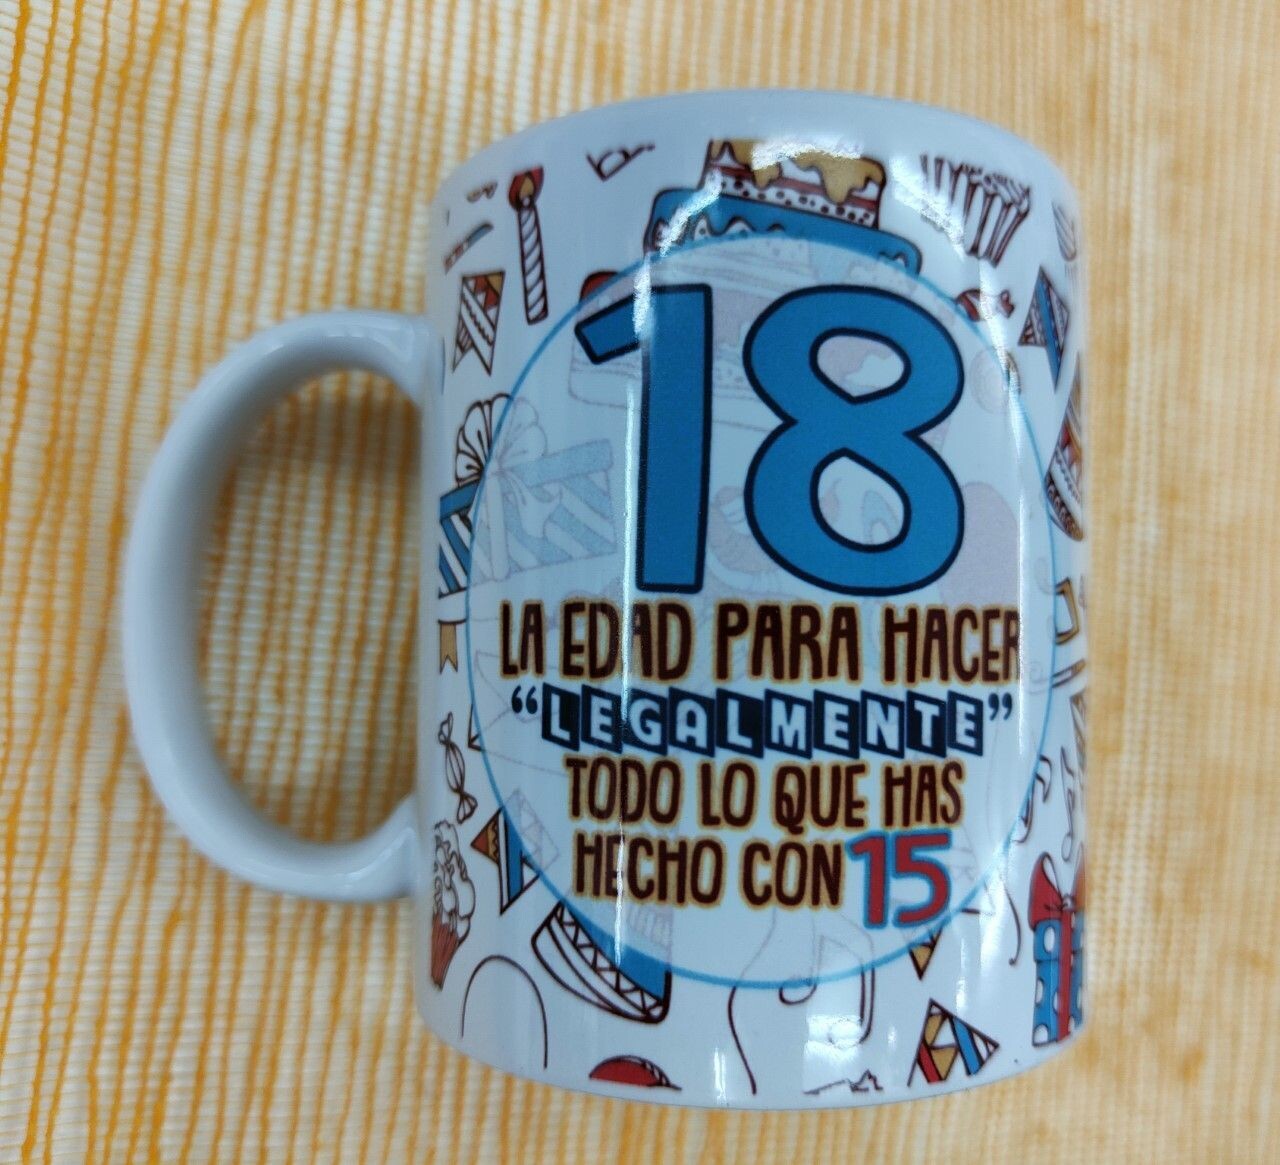 18
LA EDAD PARA HACER
“LEGALMENTE”
TODO LO QUE HAS
HECHO CON 15